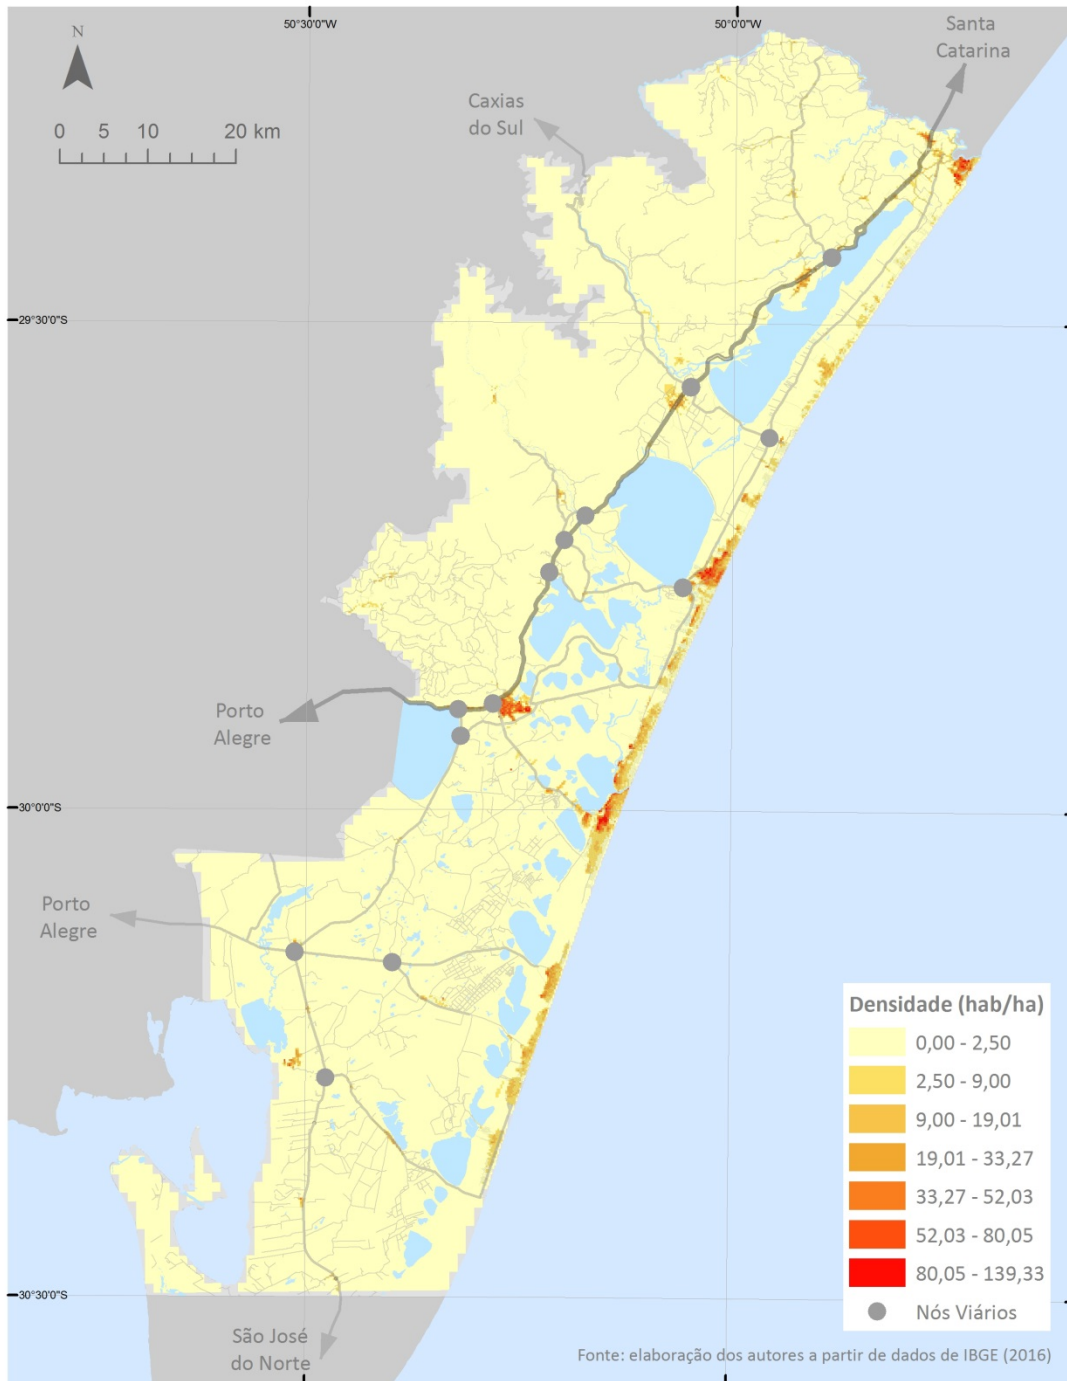 50°30'0"W
50°0'0"W
N
Santa
Catarina
0 5 10 20 km
Caxias
do Sul
29°30'0"S
Porto
Alegre
30°0'0"S
Porto
Alegre
Densidade (hab/ha)
0,00 - 2,50
2,50 - 9,00
9,00 - 19,01
19,01 - 33,27
33,27 - 52,03
52,03 - 80,05
80,05 - 139,33
Nós Viários
30°30'0"S
São José
do Norte
Fonte: elaboração dos autores a partir de dados de IBGE (2016)